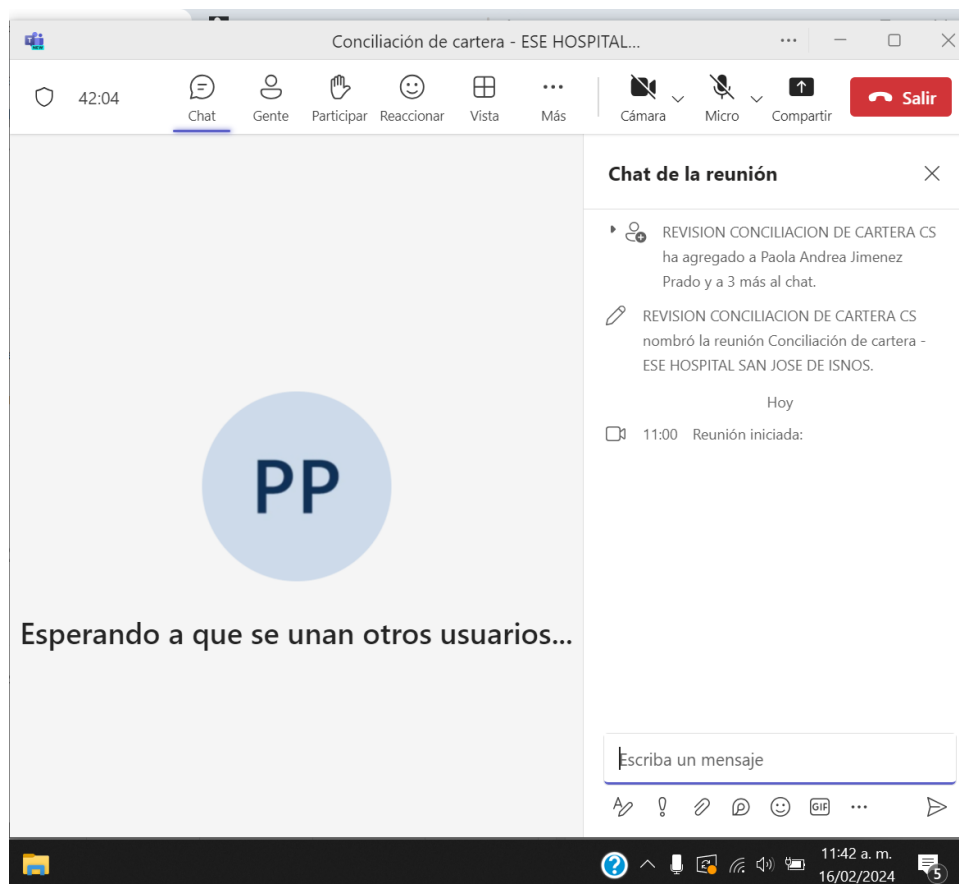 Conciliación de cartera - ESE HOSPITAL...
42:04
Chat
Gente
Participar
Reaccionar
Vista
Más
Cámara
Micro
Compartir
Salir
Chat de la reunión
REVISION CONCILIACION DE CARTERA CS
ha agregado a Paola Andrea Jimenez
Prado y a 3 más al chat.
REVISION CONCILIACION DE CARTERA CS
nombró la reunión Conciliación de cartera -
ESE HOSPITAL SAN JOSE DE ISNOS.
Hoy
11:00 Reunión iniciada:
PP
Esperando a que se unan otros usuarios...
Escriba un mensaje
GIF
11:42 a. m.
16/02/2024
5